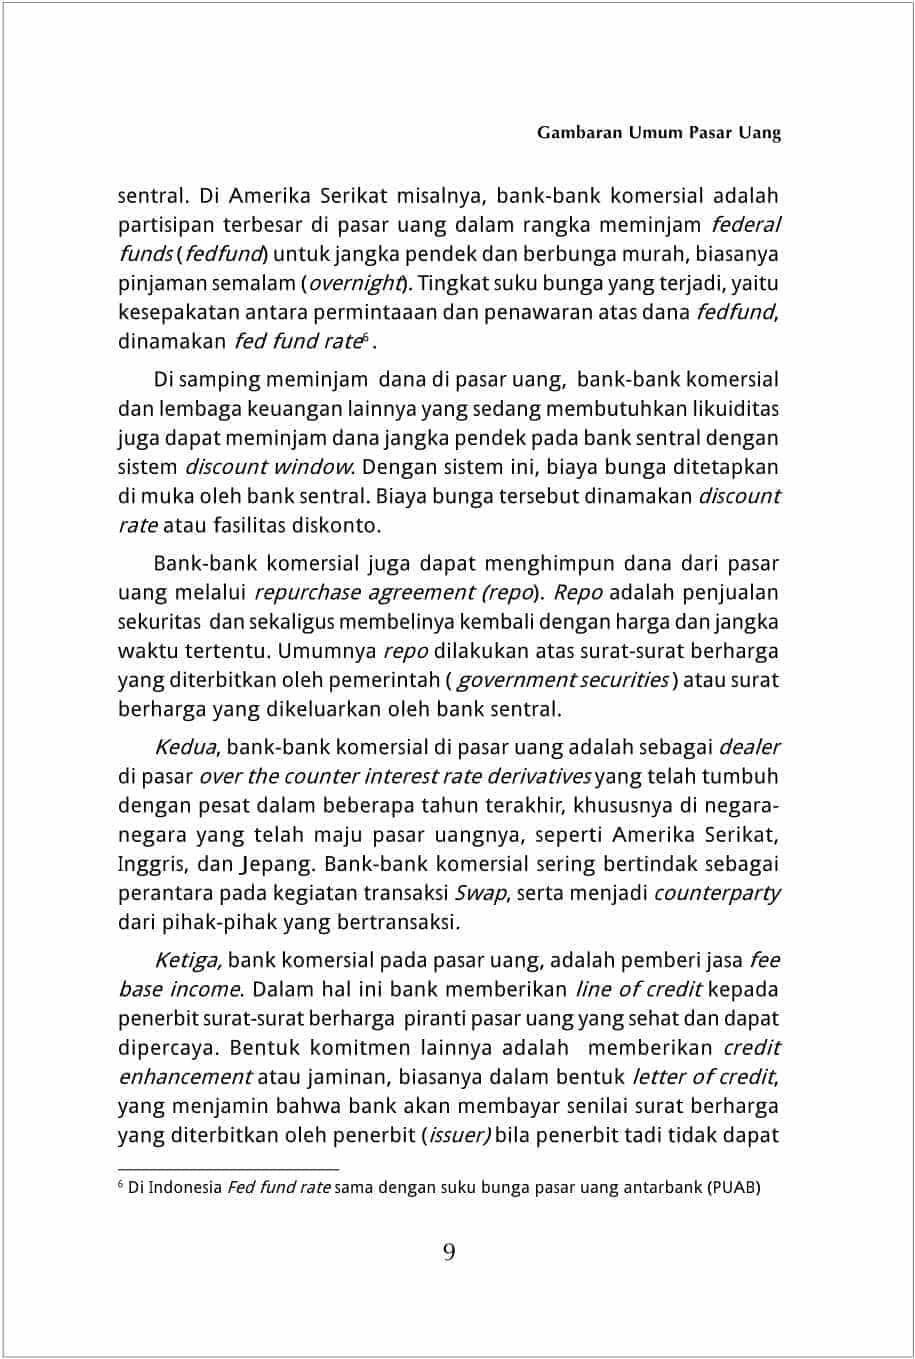 Gambaran Umum Pasar Uang
sentral. Di Amerika Serikat misalnya, bank-bank komersial adalah
partisipan terbesar di pasar uang dalam rangka meminjam federal
funds (fedfund) untuk jangka pendek dan berbunga murah, biasanya
pinjaman semalam (overnight). Tingkat suku bunga yang terjadi, yaitu
kesepakatan antara permintaaan dan penawaran atas dana fedfund,
dinamakan fed fund rate⁶ .
Di samping meminjam dana di pasar uang, bank-bank komersial
dan lembaga keuangan lainnya yang sedang membutuhkan likuiditas
juga dapat meminjam dana jangka pendek pada bank sentral dengan
sistem discount window. Dengan sistem ini, biaya bunga ditetapkan
di muka oleh bank sentral. Biaya bunga tersebut dinamakan discount
rate atau fasilitas diskonto.
Bank-bank komersial juga dapat menghimpun dana dari pasar
uang melalui repurchase agreement (repo). Repo adalah penjualan
sekuritas dan sekaligus membelinya kembali dengan harga dan jangka
waktu tertentu. Umumnya repo dilakukan atas surat-surat berharga
yang diterbitkan oleh pemerintah ( government securities ) atau surat
berharga yang dikeluarkan oleh bank sentral.
Kedua, bank-bank komersial di pasar uang adalah sebagai dealer
di pasar over the counter interest rate derivatives yang telah tumbuh
dengan pesat dalam beberapa tahun terakhir, khususnya di negara-
negara yang telah maju pasar uangnya, seperti Amerika Serikat,
Inggris, dan Jepang. Bank-bank komersial sering bertindak sebagai
perantara pada kegiatan transaksi Swap, serta menjadi counterparty
dari pihak-pihak yang bertransaksi.
Ketiga, bank komersial pada pasar uang, adalah pemberi jasa fee
base income. Dalam hal ini bank memberikan line of credit kepada
penerbit surat-surat berharga piranti pasar uang yang sehat dan dapat
dipercaya. Bentuk komitmen lainnya adalah memberikan credit
enhancement atau jaminan, biasanya dalam bentuk letter of credit,
yang menjamin bahwa bank akan membayar senilai surat berharga
yang diterbitkan oleh penerbit (issuer) bila penerbit tadi tidak dapat
⁶ Di Indonesia Fed fund rate sama dengan suku bunga pasar uang antarbank (PUAB)
9